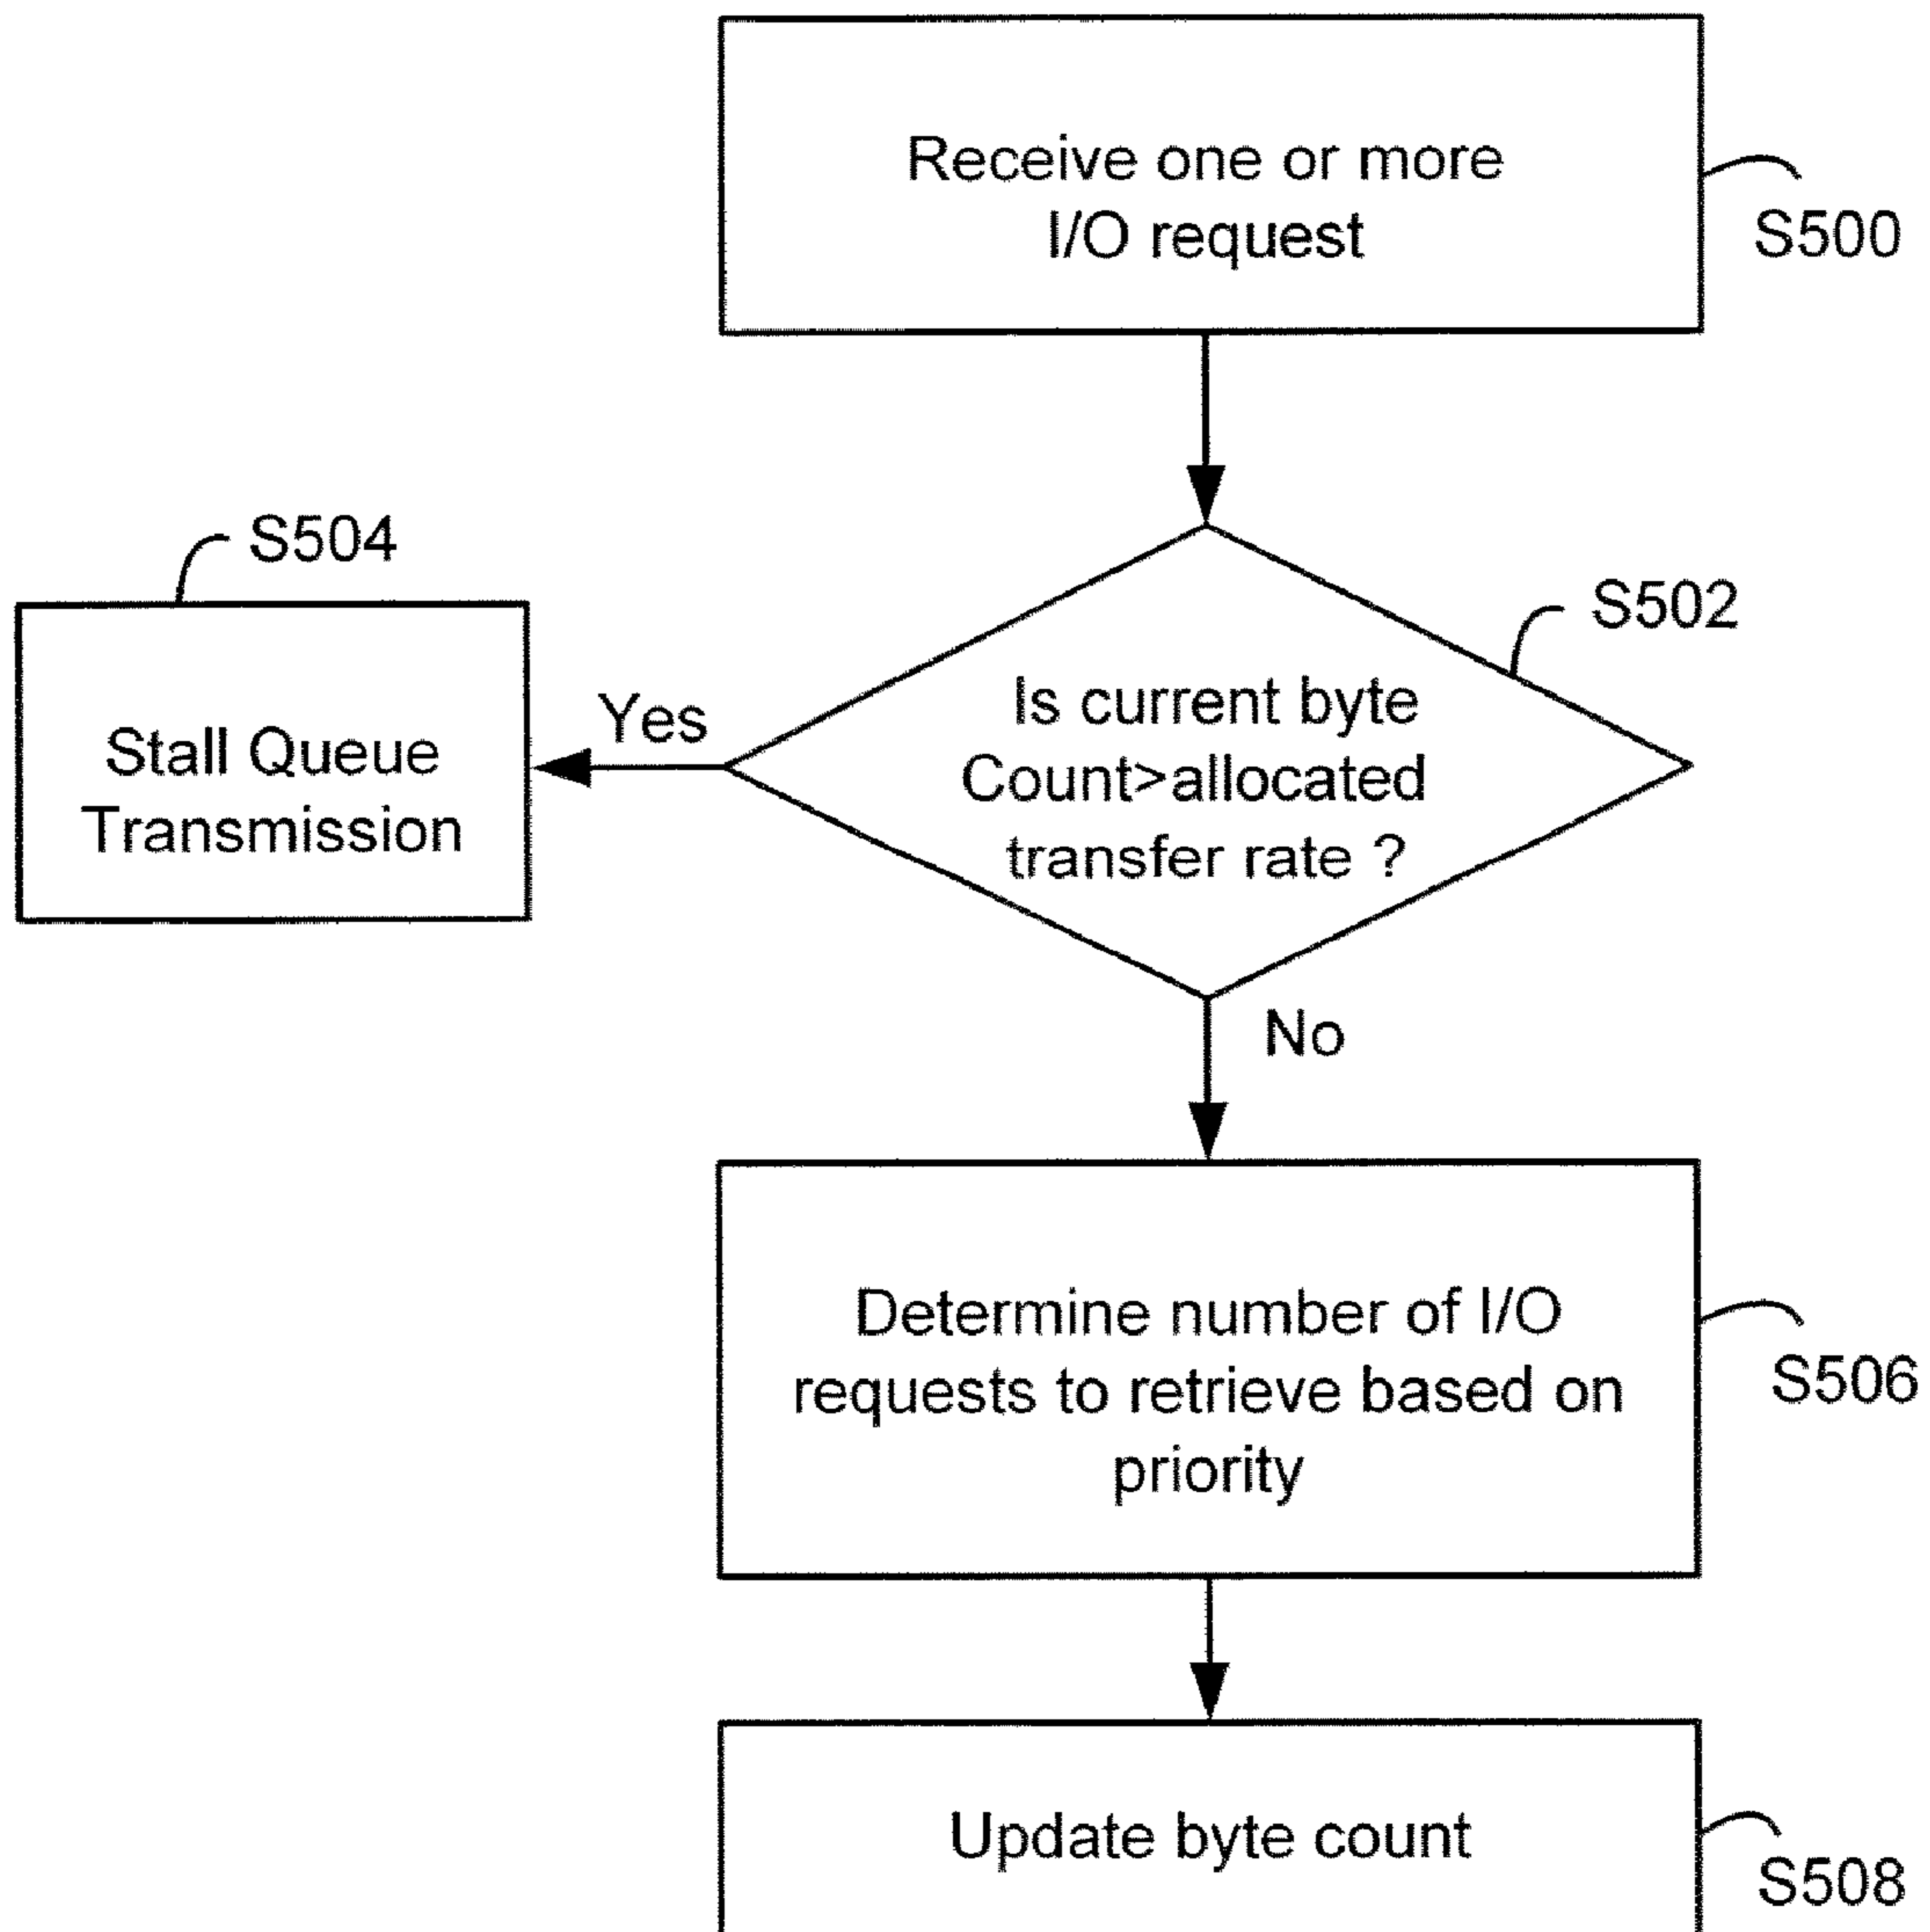 Receive one or more
I/O request
S500
S504
S502
Stall Queue
Transmission
Yes
Is current byte
Count>allocated
transfer rate ?
No
Determine number of I/O
requests to retrieve based on
priority
S506
Update byte count
S508